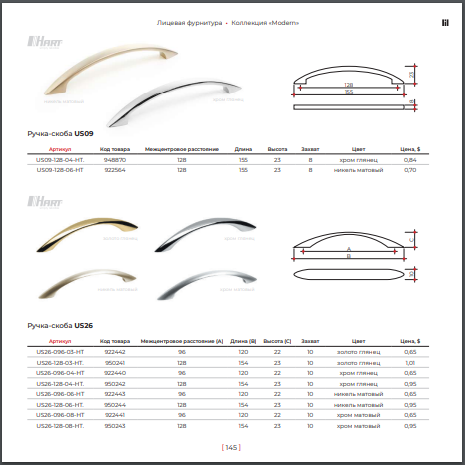 Лицевая фурнитура • Коллекция «Modern»
HART
никель матовый
хром глянец
128
155
23
8
Ручка-скоба US09
Артикул Код товара Межцентровое расстояние Длина Высота Захват Цвет Цена, $
US09-128-04-HT. 948870 128 155 23 8 хром глянец 0,84
US09-128-06-HT 922564 128 155 23 8 никель матовый 0,70
HART
золото глянец
хром глянец
никель матовый
хром матовый
A
B
C
10
Ручка-скоба US26
Артикул Код товара Межцентровое расстояние (A) Длина (B) Высота (C) Захват Цвет Цена, $
US26-096-03-HT 922442 96 120 22 10 золото глянец 0,65
US26-128-03-HT. 950241 128 154 23 10 золото глянец 1,01
US26-096-04-HT 922440 96 120 22 10 хром глянец 0,65
US26-128-04-HT. 950242 128 154 23 10 хром глянец 0,95
US26-096-06-HT 922443 96 120 22 10 никель матовый 0,65
US26-128-06-HT. 950244 128 154 23 10 никель матовый 0,95
US26-096-08-HT 922441 96 120 22 10 хром матовый 0,65
US26-128-08-HT. 950243 128 154 23 10 хром матовый 0,95
[ 145 ]